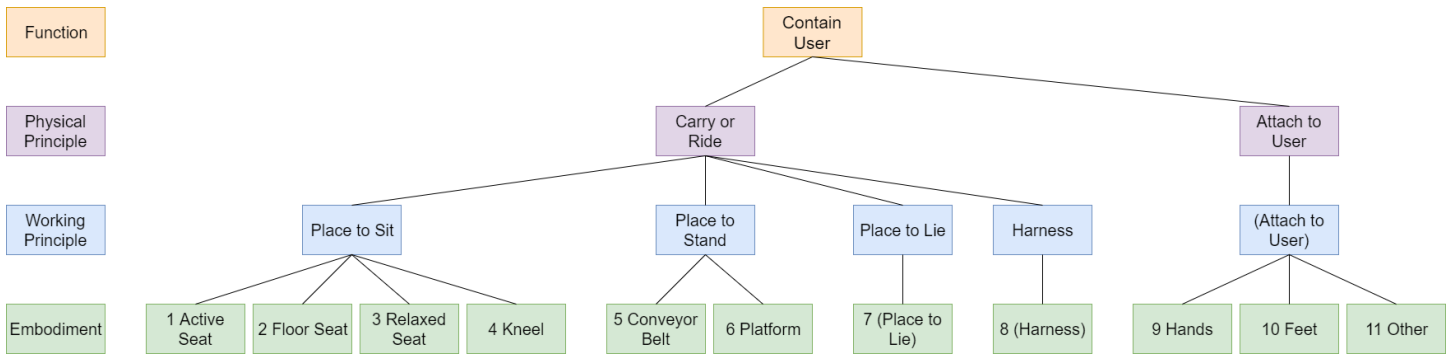 Function
Contain
User
Physical
Principle
Carry or
Ride
Attach to
User
Working
Principle
Place to Sit
Place to
Stand
Place to Lie
Harness
(Attach to
User)
Embodiment
1 Active
Seat
2 Floor Seat
3 Relaxed
Seat
4 Kneel
5 Conveyor
Belt
6 Platform
7 (Place to
Lie)
8 (Harness)
9 Hands
10 Feet
11 Other